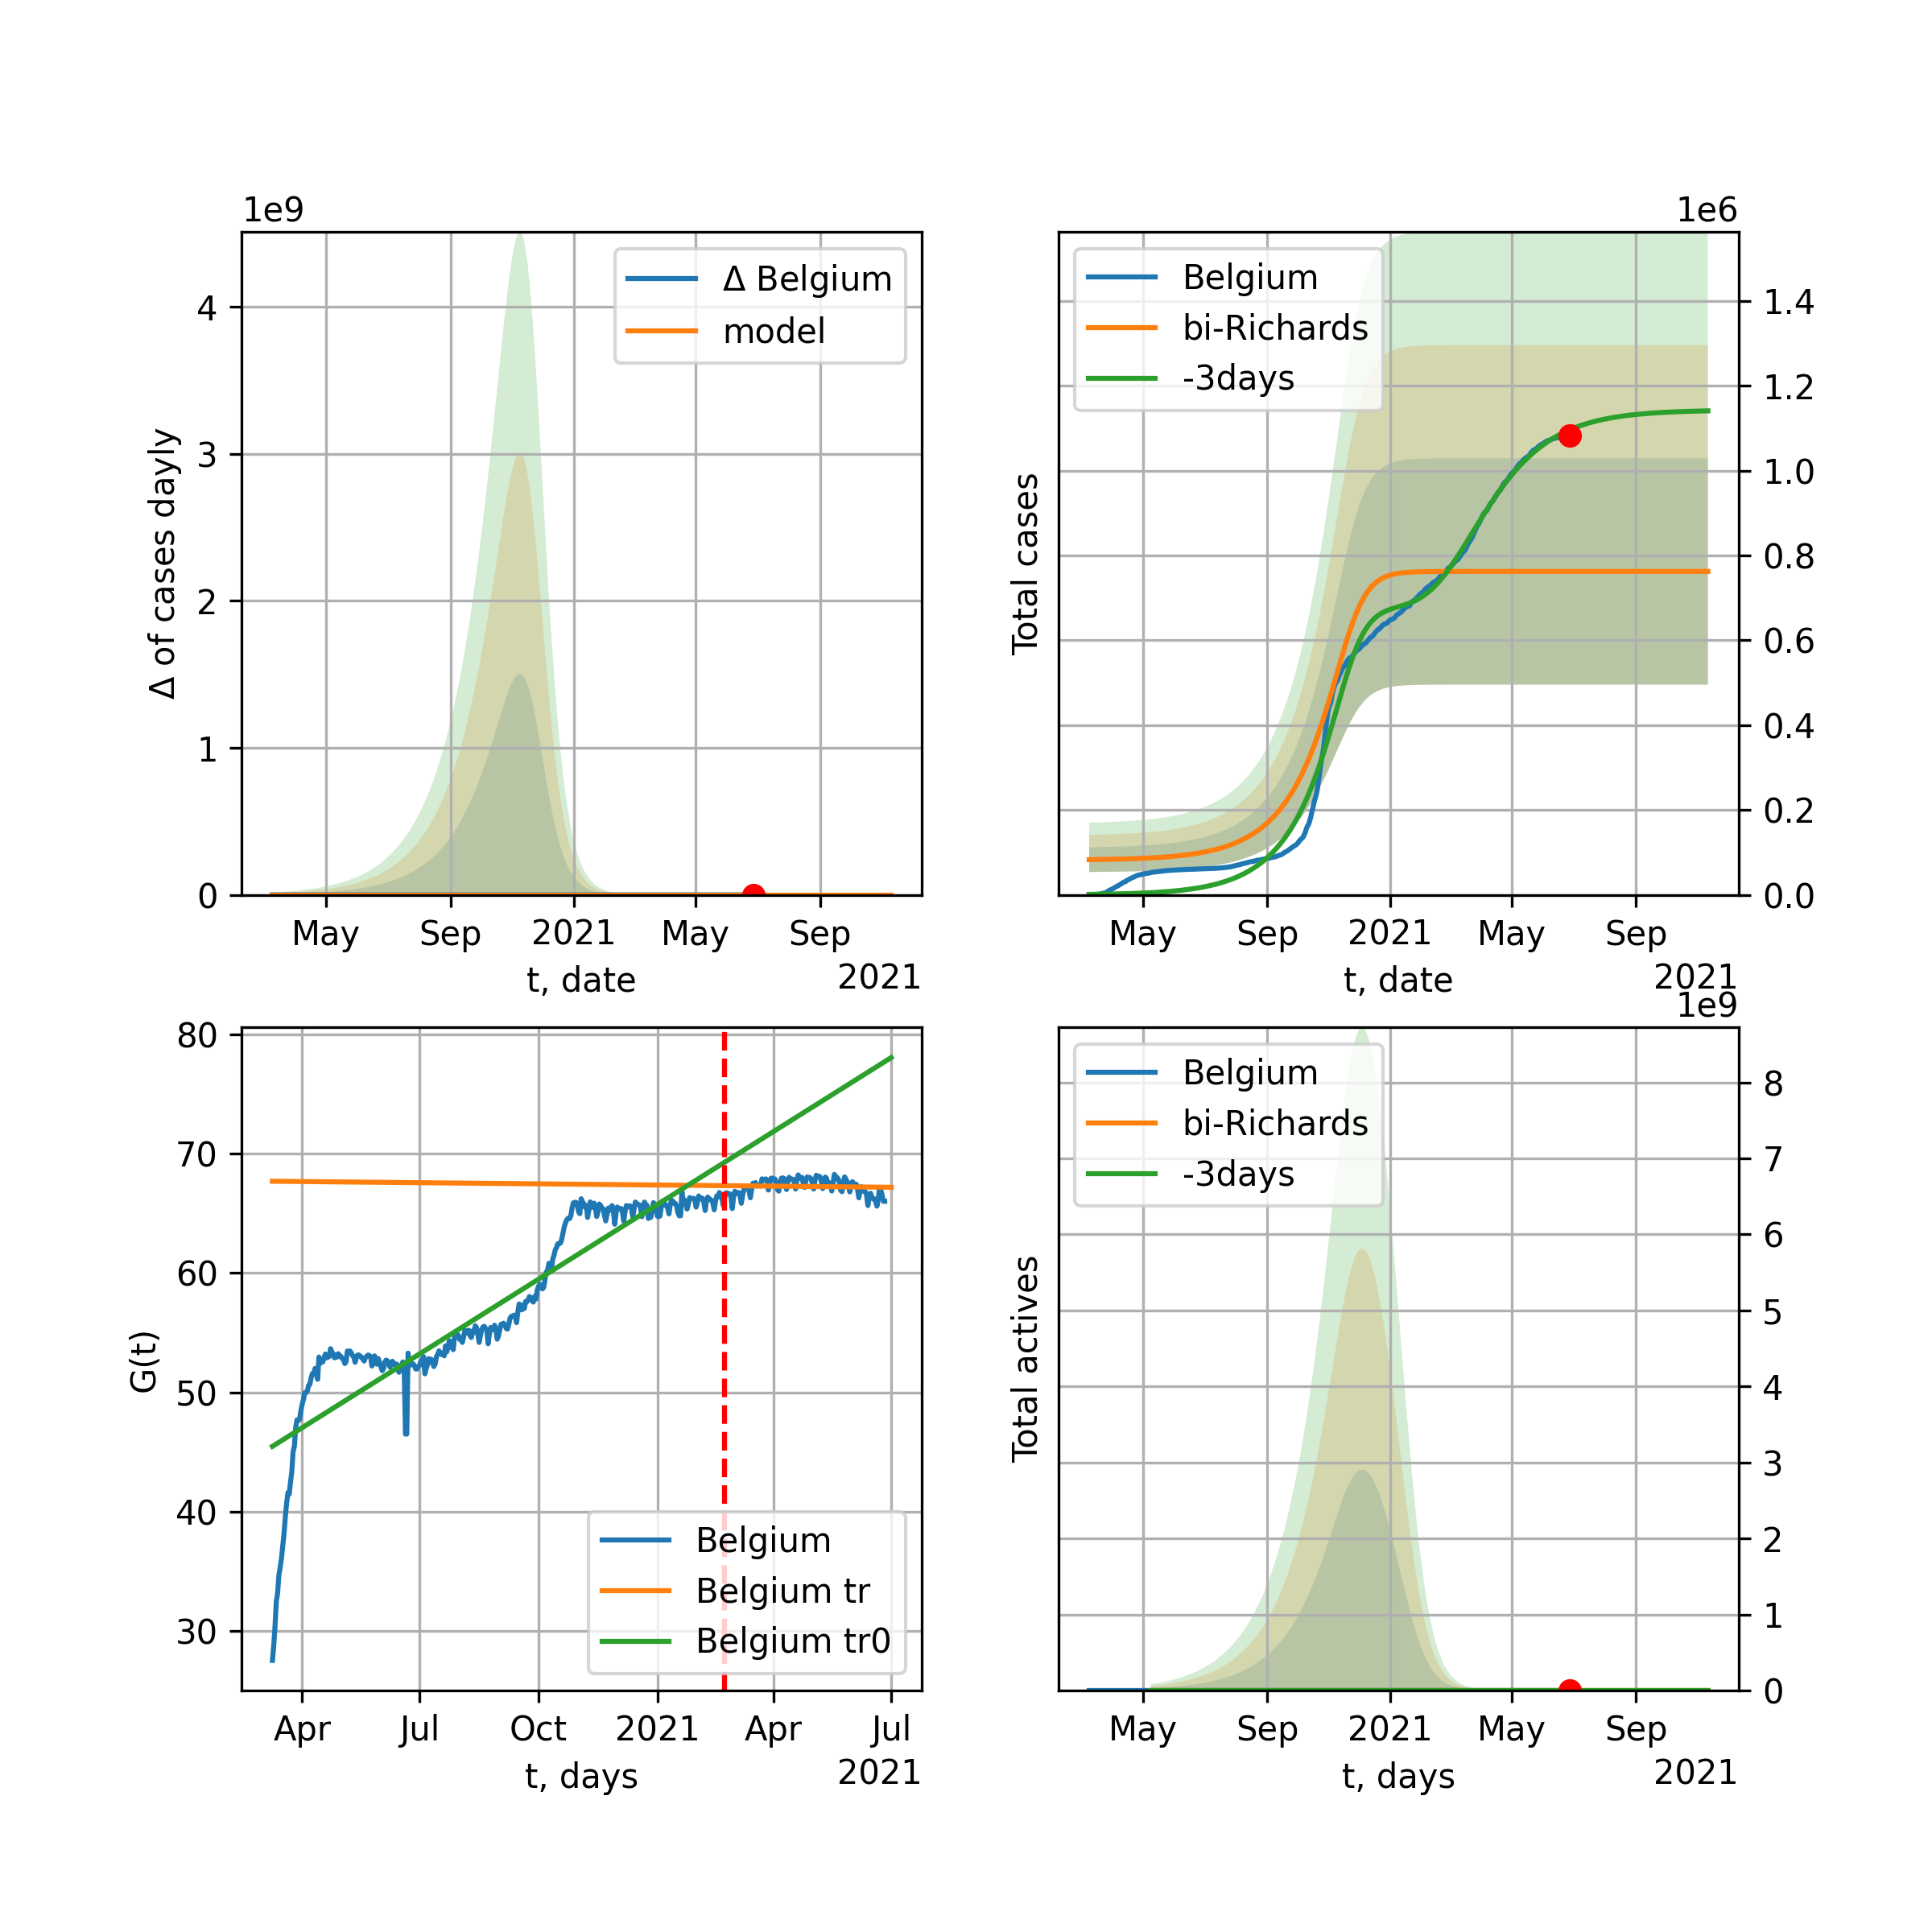 1e9
4
3
2
1
0
Δ of cases dayly
Δ Belgium
model
May
Sep
2021
May
Sep
t, date
2021
1e6
Belgium
bi-Richards
-3days
Total cases
1.4
1.2
1.0
0.8
0.6
0.4
0.2
0.0
May
Sep
2021
May
Sep
t, date
2021
80
70
60
50
40
30
G(t)
Belgium
Belgium tr
Belgium tr0
Apr
Jul
Oct
2021
Apr
Jul
t, days
2021
1e9
Belgium
bi-Richards
-3days
Total actives
8
7
6
5
4
3
2
1
0
May
Sep
2021
May
Sep
t, days
2021